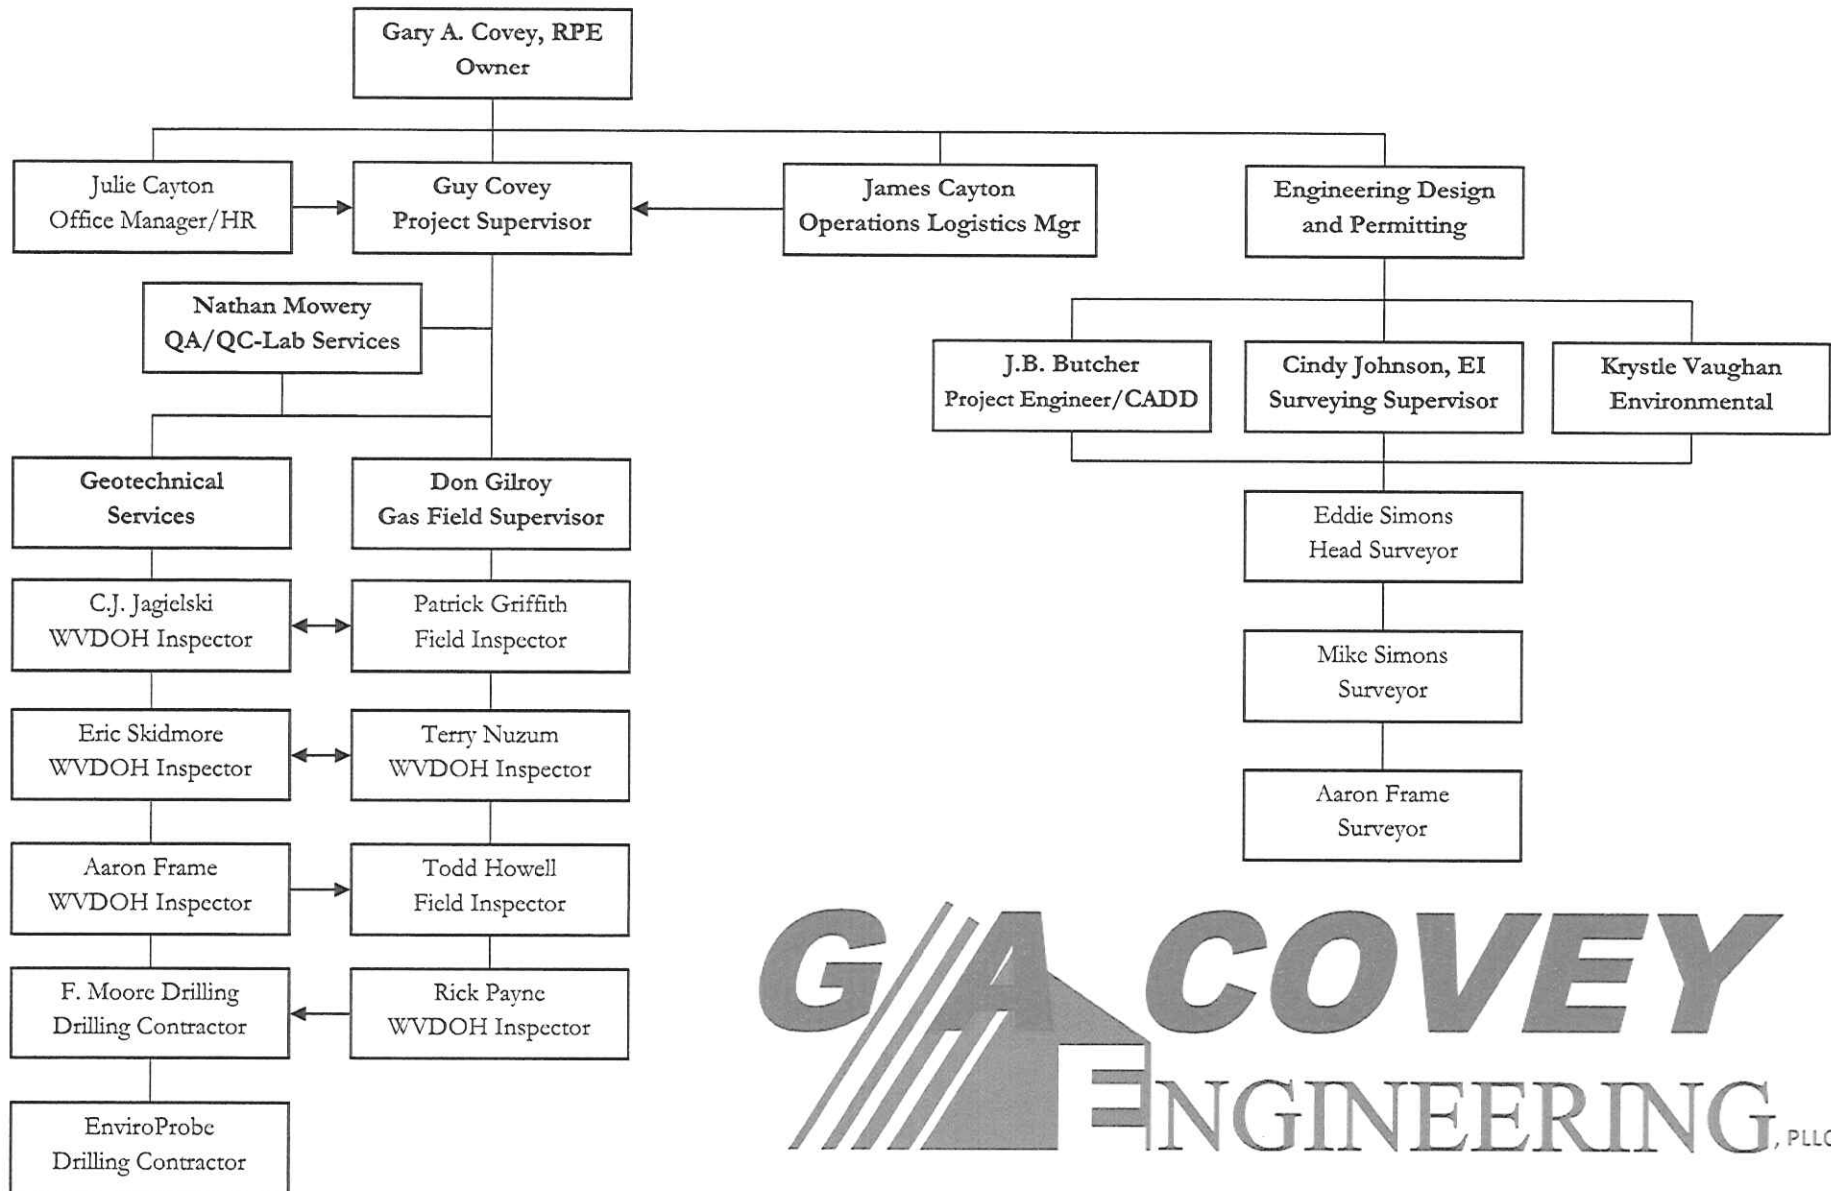 Gary A. Covey, RPE
Owner
Julie Cayton
Office Manager/HR
Guy Covey
Project Supervisor
James Cayton
Operations Logistics Mgr
Engineering Design
and Permitting
Nathan Mowery
QA/QC-Lab Services
J.B. Butcher
Project Engineer/CADD
Cindy Johnson, EI
Surveying Supervisor
Krystle Vaughan
Environmental
Geotechnical
Services
Don Gilroy
Gas Field Supervisor
Eddie Simons
Head Surveyor
C.J. Jagielski
WVDOH Inspector
Patrick Griffith
Field Inspector
Mike Simons
Surveyor
Eric Skidmore
WVDOH Inspector
Terry Nuzum
WVDOH Inspector
Aaron Frame
Surveyor
Aaron Frame
WVDOH Inspector
Todd Howell
Field Inspector
F. Moore Drilling
Drilling Contractor
Rick Payne
WVDOH Inspector
EnviroProbe
Drilling Contractor
GA COVEY
ENGINEERING, PLLC